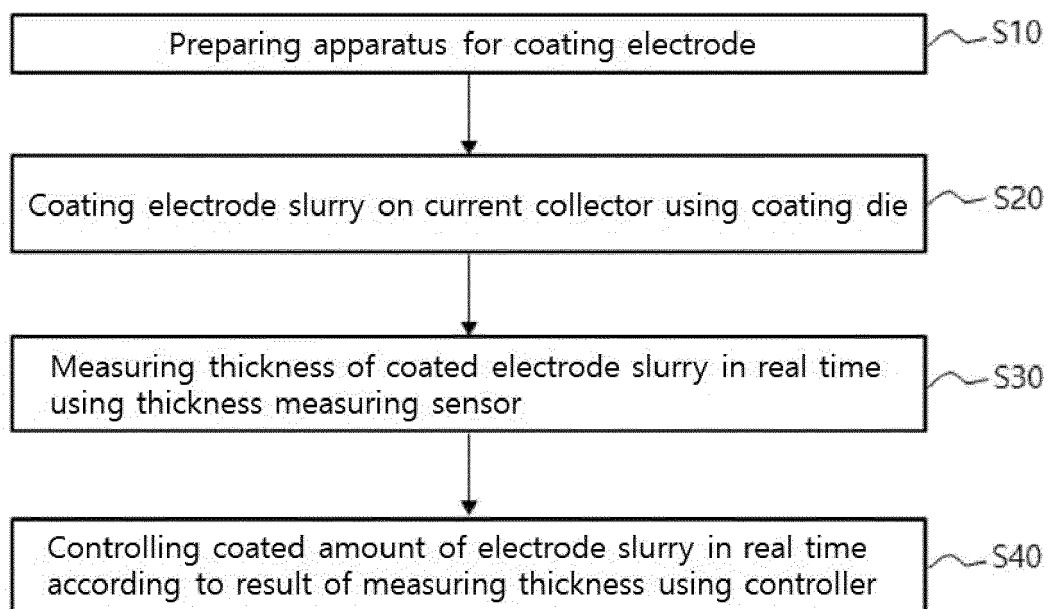 Preparing apparatus for coating electrode
S10
Coating electrode slurry on current collector using coating die
S20
Measuring thickness of coated electrode slurry in real time
using thickness measuring sensor
S30
Controlling coated amount of electrode slurry in real time
according to result of measuring thickness using controller
S40